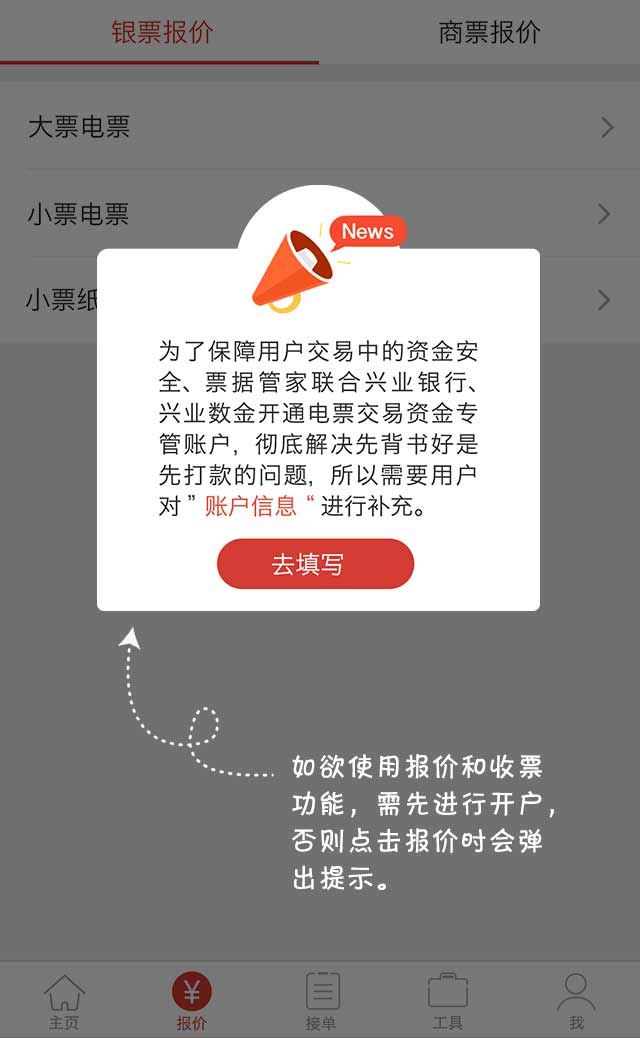 银票报价
商票报价
大票电票
小票电票
小票纸
News
为了保障用户交易中的资金安
全、票据管家联合兴业银行、
兴业数金开通电票交易资金专
管账户，彻底解决先背书好是
先打款的问题，所以需要用户
对”账户信息“进行补充。
去填写
如欲使用报价和收票
功能，需先进行开户，
否则点击报价时会弹
出提示。
主页
报价
接单
工具
我